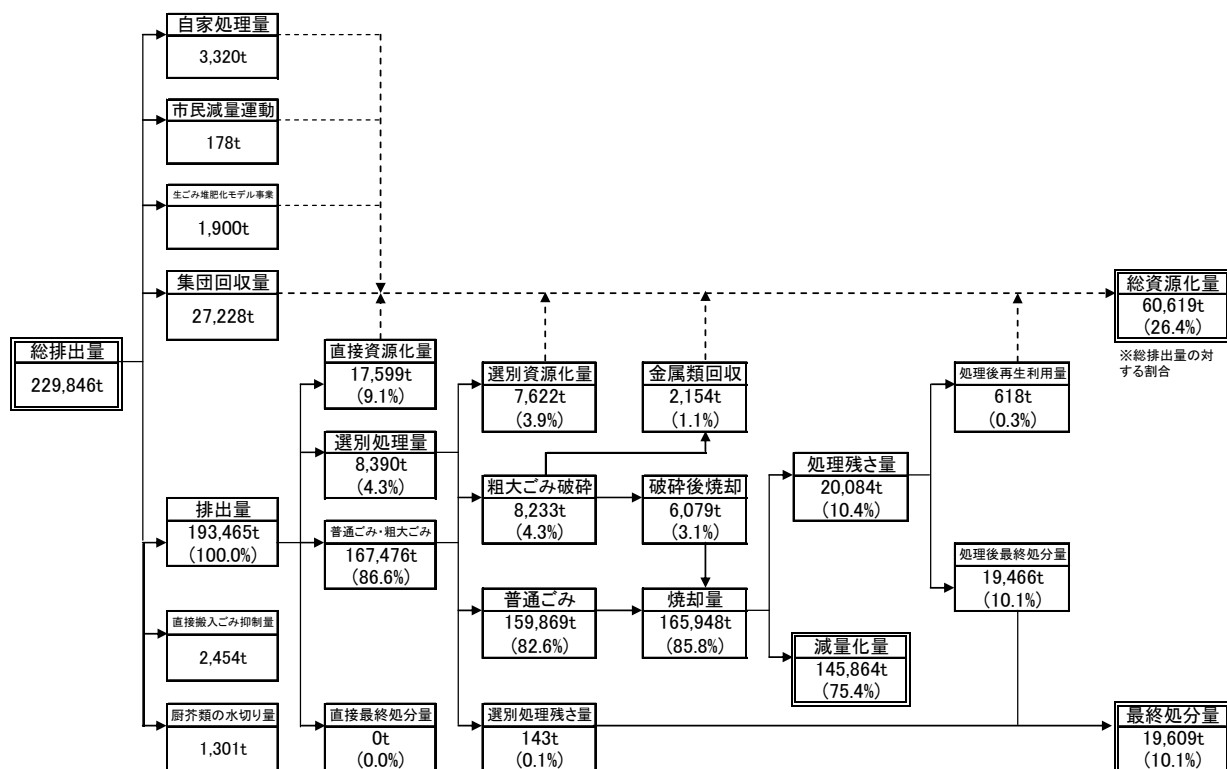 自家処理量
3,320t
市民減量運動
178t
生ごみ堆肥化モデル事業
1,900t
集団回収量
27,228t
総資源化量
60,619t
(26.4%)
※総排出量の対
する割合
総排出量
229,846t
直接資源化量
17,599t
(9.1%)
選別資源化量
7,622t
(3.9%)
金属類回収
2,154t
(1.1%)
処理後再生利用量
618t
(0.3%)
選別処理量
8,390t
(4.3%)
粗大ごみ破砕
8,233t
(4.3%)
破砕後焼却
6,079t
(3.1%)
処理残さ量
20,084t
(10.4%)
排出量
193,465t
(100.0%)
普通ごみ・粗大ごみ
167,476t
(86.6%)
処理後最終処分量
19,466t
(10.1%)
普通ごみ
159,869t
(82.6%)
焼却量
165,948t
(85.8%)
直接搬入ごみ抑制量
2,454t
減量化量
145,864t
(75.4%)
厨芥類の水切り量
1,301t
直接最終処分量
0t
(0.0%)
選別処理残さ量
143t
(0.1%)
最終処分量
19,609t
(10.1%)